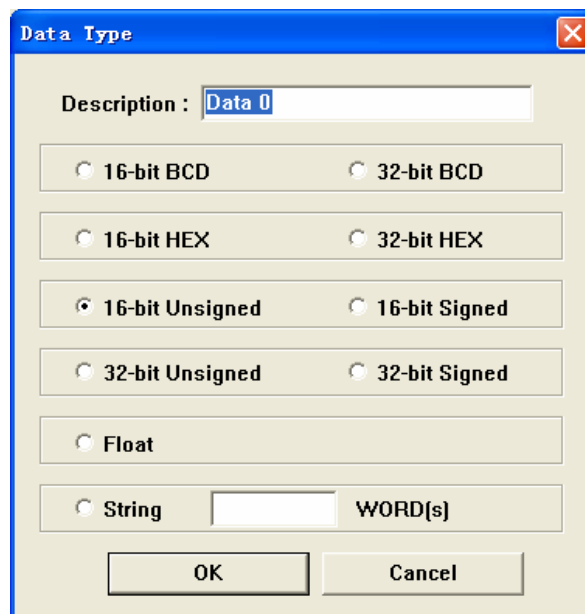 Data Type
Description : Data 0
16-bit BCD 32-bit BCD
16-bit HEX 32-bit HEX
16-bit Unsigned 16-bit Signed
32-bit Unsigned 32-bit Signed
Float
String WORD(s)
OK Cancel